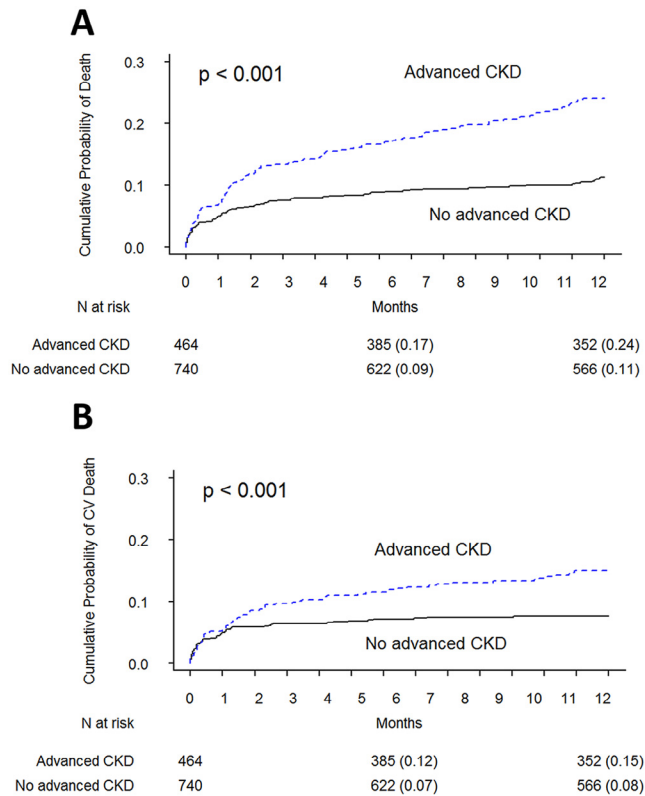 A
Cumulative Probability of Death
0.3
0.2
0.1
0.0
p < 0.001
Advanced CKD
No advanced CKD
0 1 2 3 4 5 6 7 8 9 10 11 12
N at risk Months
Advanced CKD 464 385 (0.17) 352 (0.24)
No advanced CKD 740 622 (0.09) 566 (0.11)
B
Cumulative Probability of CV Death
0.3
0.2
0.1
0.0
p < 0.001
Advanced CKD
No advanced CKD
0 1 2 3 4 5 6 7 8 9 10 11 12
N at risk Months
Advanced CKD 464 385 (0.12) 352 (0.15)
No advanced CKD 740 622 (0.07) 566 (0.08)